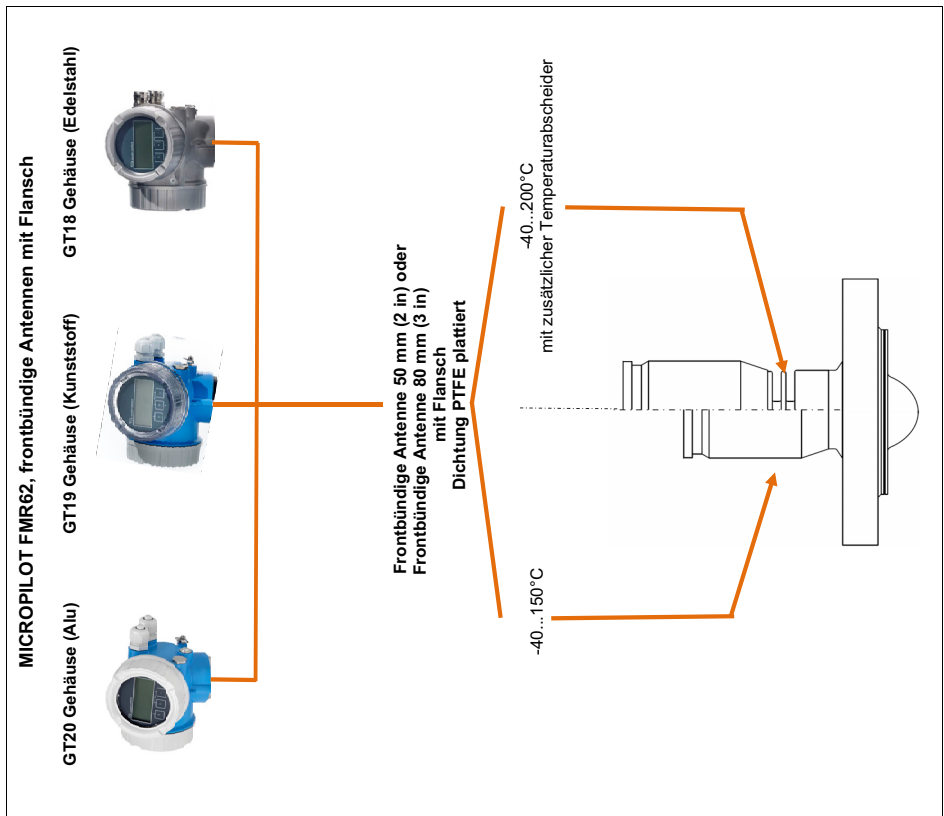 MICROPILOT FMR62, frontbündige Antennen mit Flansch
GT20 Gehäuse (Alu)
GT19 Gehäuse (Kunstsoff)
GT18 Gehäuse (Edelstahl)
Frontbündige Antenne 50 mm (2 in) oder
Frontbündige Antenne 80 mm (3 in)
mit Flansch
Dichtung PTFE plattiert
-40...150°C
-40...200°C
mit zusätzlicher Temperaturabscheider